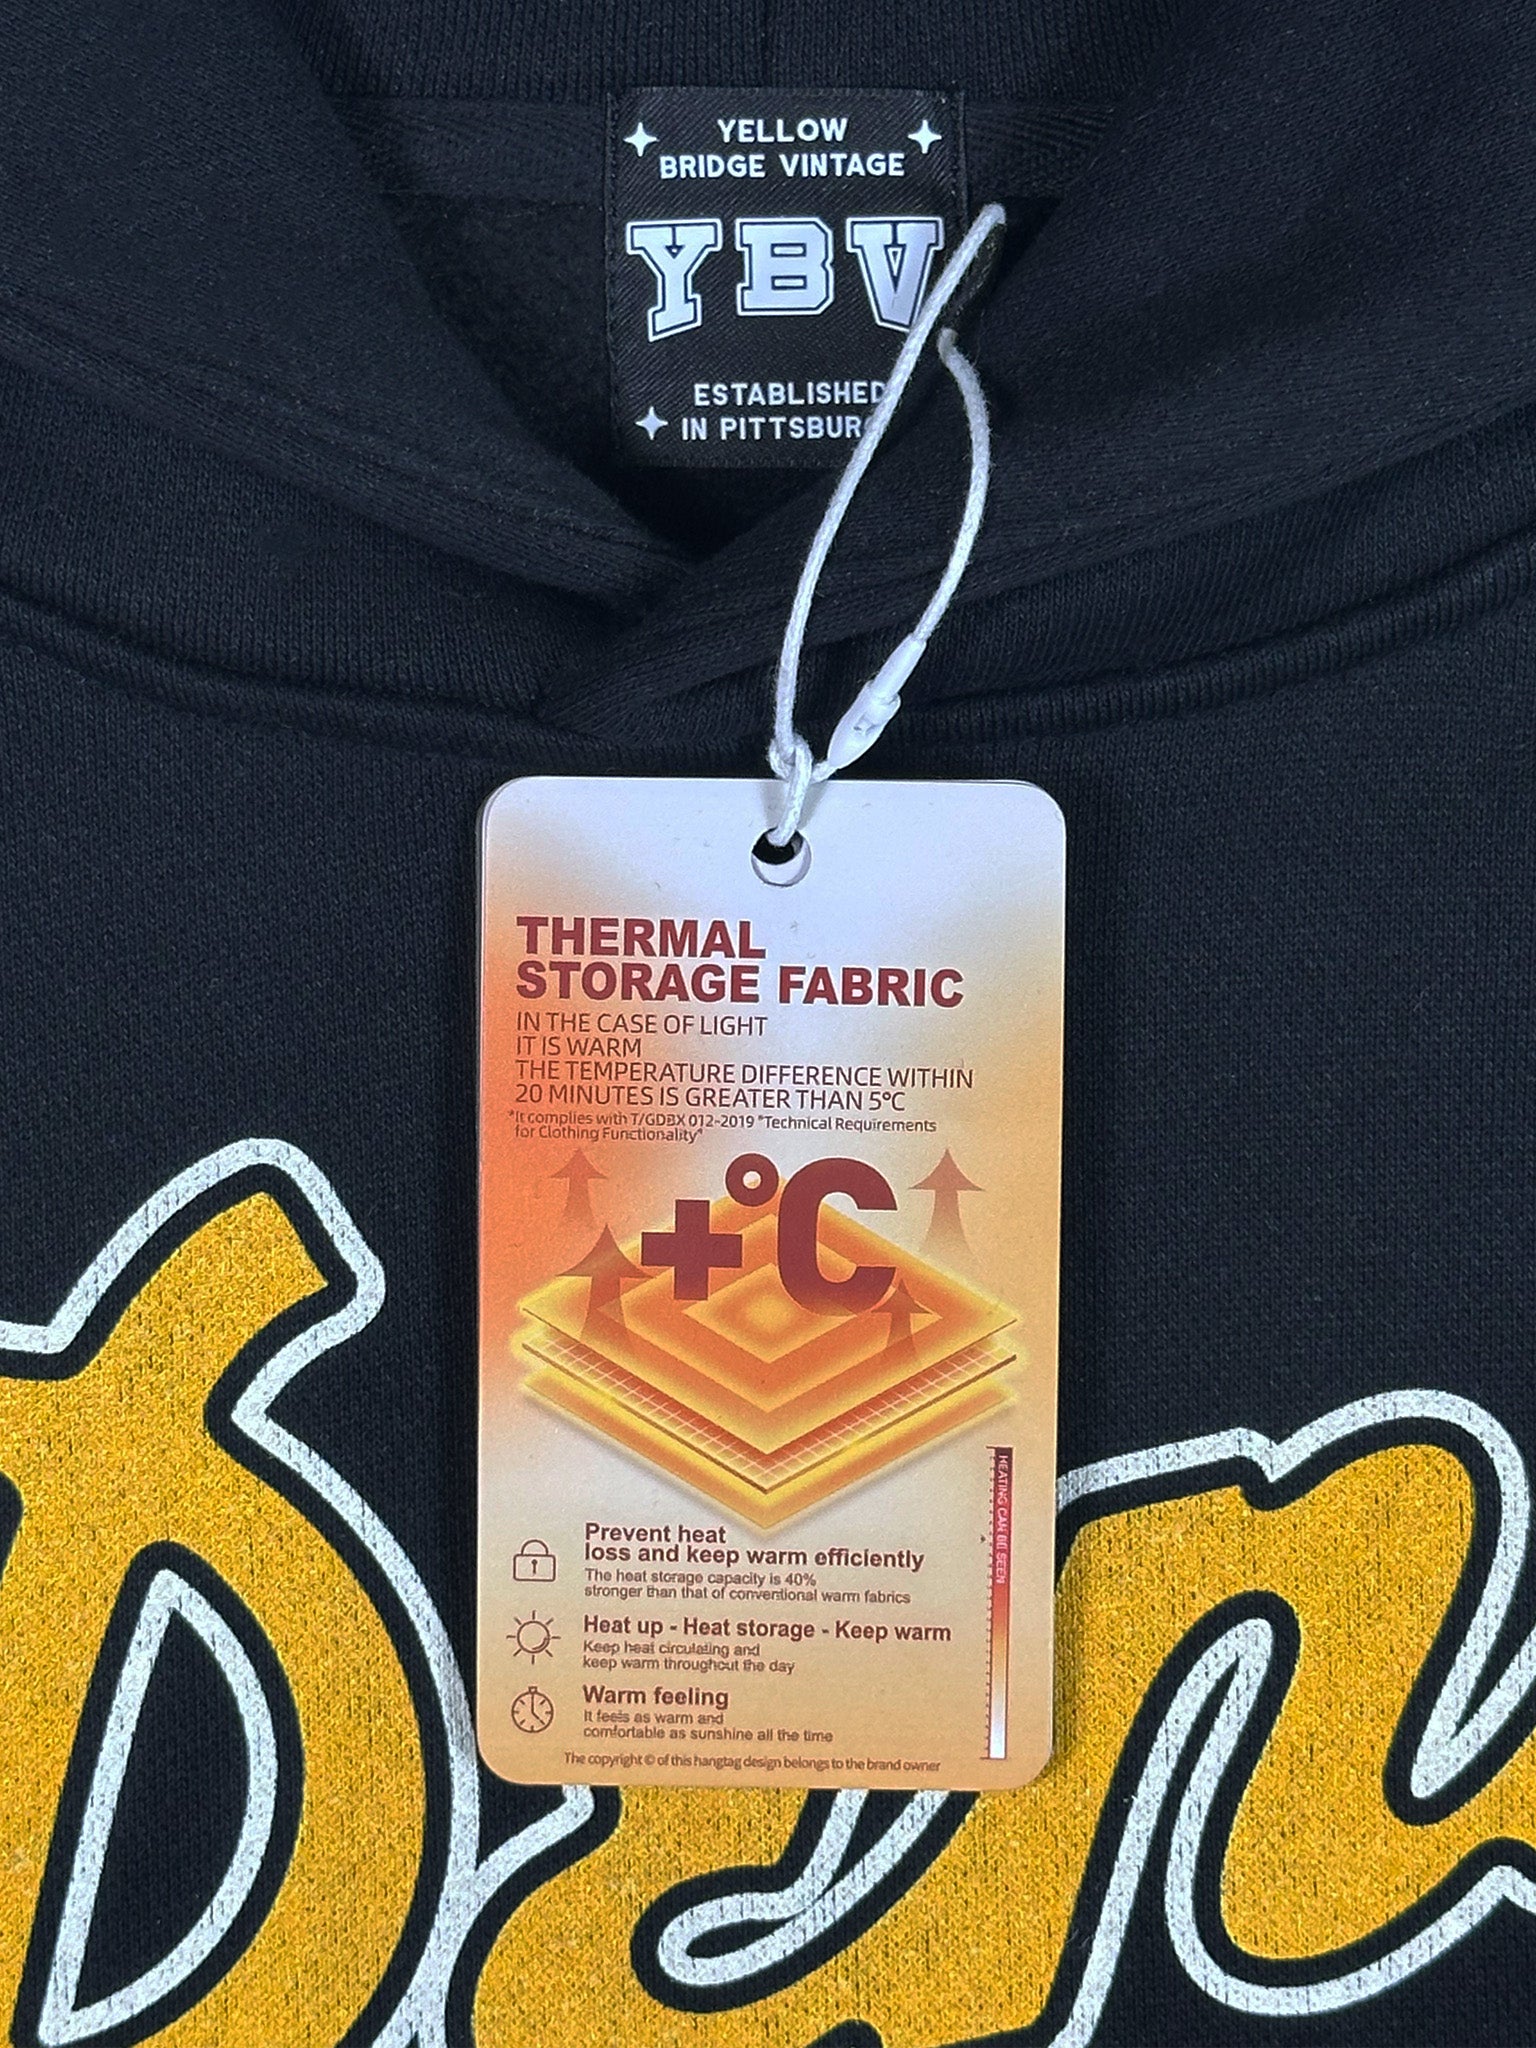 YELLOW
BRIDGE VINTAGE
YBV
ESTABLISHED
IN
THERMAL
STORAGE FABRIC
IN THE CASE OF LIGHT
IT IS WARM
THE TEMPERATURE DIFFERENCE WITHIN
20 MINUTES IS GREATER THAN 5°C
*It complies with T/GDBX 012-2019 "Technical Requirements
for Clothing Functionality"
+°C
HEATING CAN BE SEEN
Prevent heat
loss and keep warm efficiently
The heat storage capacity is 40%
stronger than that of conventional warm fabrics
Heat up - Heat storage - Keep warm
Keep heat circulating and
keep warm throughout the day
Warm feeling
It feels as warm and
comfortable as sunshine all the time
The copyright © of this hangtag design belongs to the brand owner